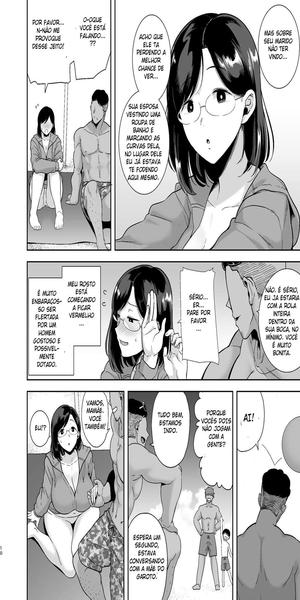 MAS SOBRE
SEU MARIDO
NÃO TER
VINDO...
ACHO QUE
ELE TA
PERDENDO A
MELHOR
CHANCE DE
VER...
SUA ESPOSA
VESTINDO UMA
ROUPA DE
BANHO E
MARCANDO AS
CURVAS DELA,
NO LUGAR DELE
EU JÁ ESTAVA
TE FODENDO
AQUI MESMO.
O-OQUE
VOCÊ ESTÁ
FALANDO...
??
POR
FAVOR...
N-NÃO ME
PROVOQUE
DESSE JEITO!
NÃO. É SÉRIO,
EU JA ESTARIA
COM A ROLA
INTEIRA
DENTRO DA
SUA BOCA, NO
MÍNIMO. VOCÊ
É MUITO
BONITA.
SÉRIO...
ER...
PARE POR
FAVOR
...
MEU ROSTO
ESTÁ
COMEÇANDO
A FICAR
VERMELHO
...
É MUITO
EMBARAÇO-
SO SER
FLERTADA
POR UM
HOMEM
GOSTOSO E
POSSIVEL-
MENTE
DOTADO.
AI!
PORQUE
VOCÊS DOIS
NÃO JOGAM
COM A
GENTE?
TUDO BEM,
ESTAMOS
INDO.
ESPERA UM
SEGUNDO,
ESTAVA
CONVERSANDO
COM A MÃE DO
GAROTO.
VAMOS,
MAMÃE.
VOCÊ
TAMBÉM!
EU!?